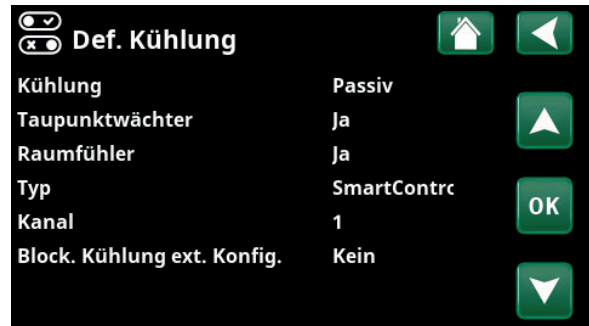 Def. Kühlung
Kühlung Passiv
Taupunktwächter Ja
Raumfühler Ja
Typ SmartContrc
Kanal 1
OK
Block. Kühlung ext. Konfig. Kein